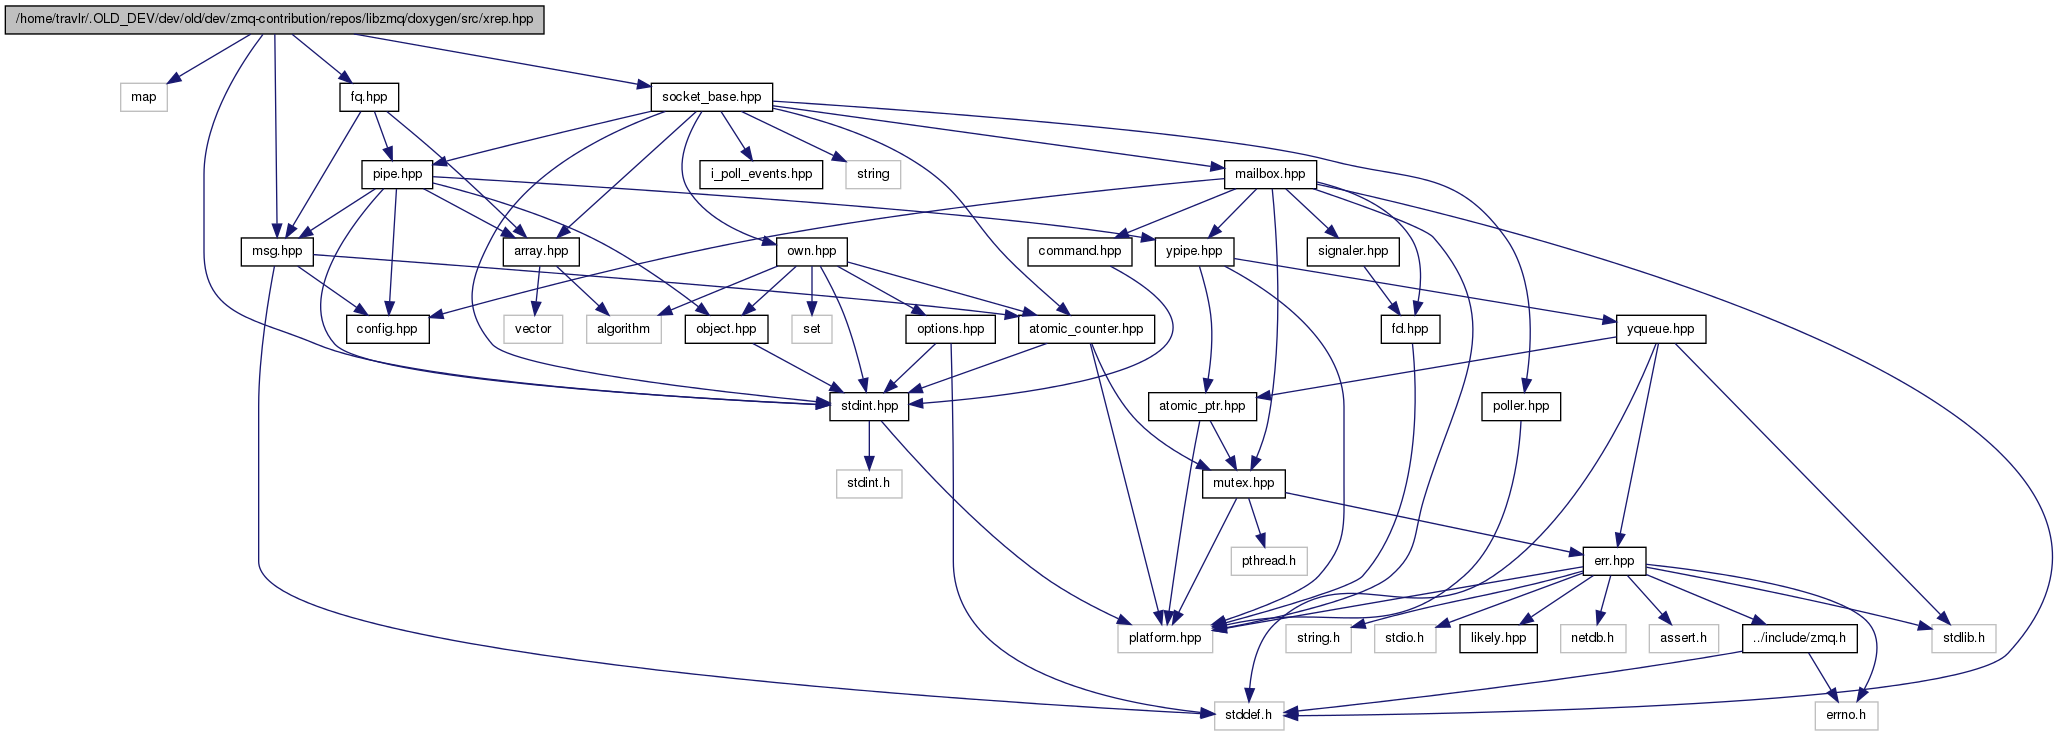 /home/travlr/.OLD_DEV/dev/old/dev/zmq-contribution/repos/libzmq/doxygen/src/xrep.hpp
map
fq.hpp
socket_base.hpp
pipe.hpp
i_poll_events.hpp
string
mailbox.hpp
msg.hpp
array.hpp
own.hpp
command.hpp
ypipe.hpp
signaler.hpp
config.hpp
vector
algorithm
object.hpp
set
options.hpp
atomic_counter.hpp
fd.hpp
yqueue.hpp
stdint.hpp
atomic_ptr.hpp
poller.hpp
stdint.h
mutex.hpp
pthread.h
err.hpp
platform.hpp
string.h
stdio.h
likely.hpp
netdb.h
assert.h
../include/zmq.h
stdlib.h
stddef.h
errno.h